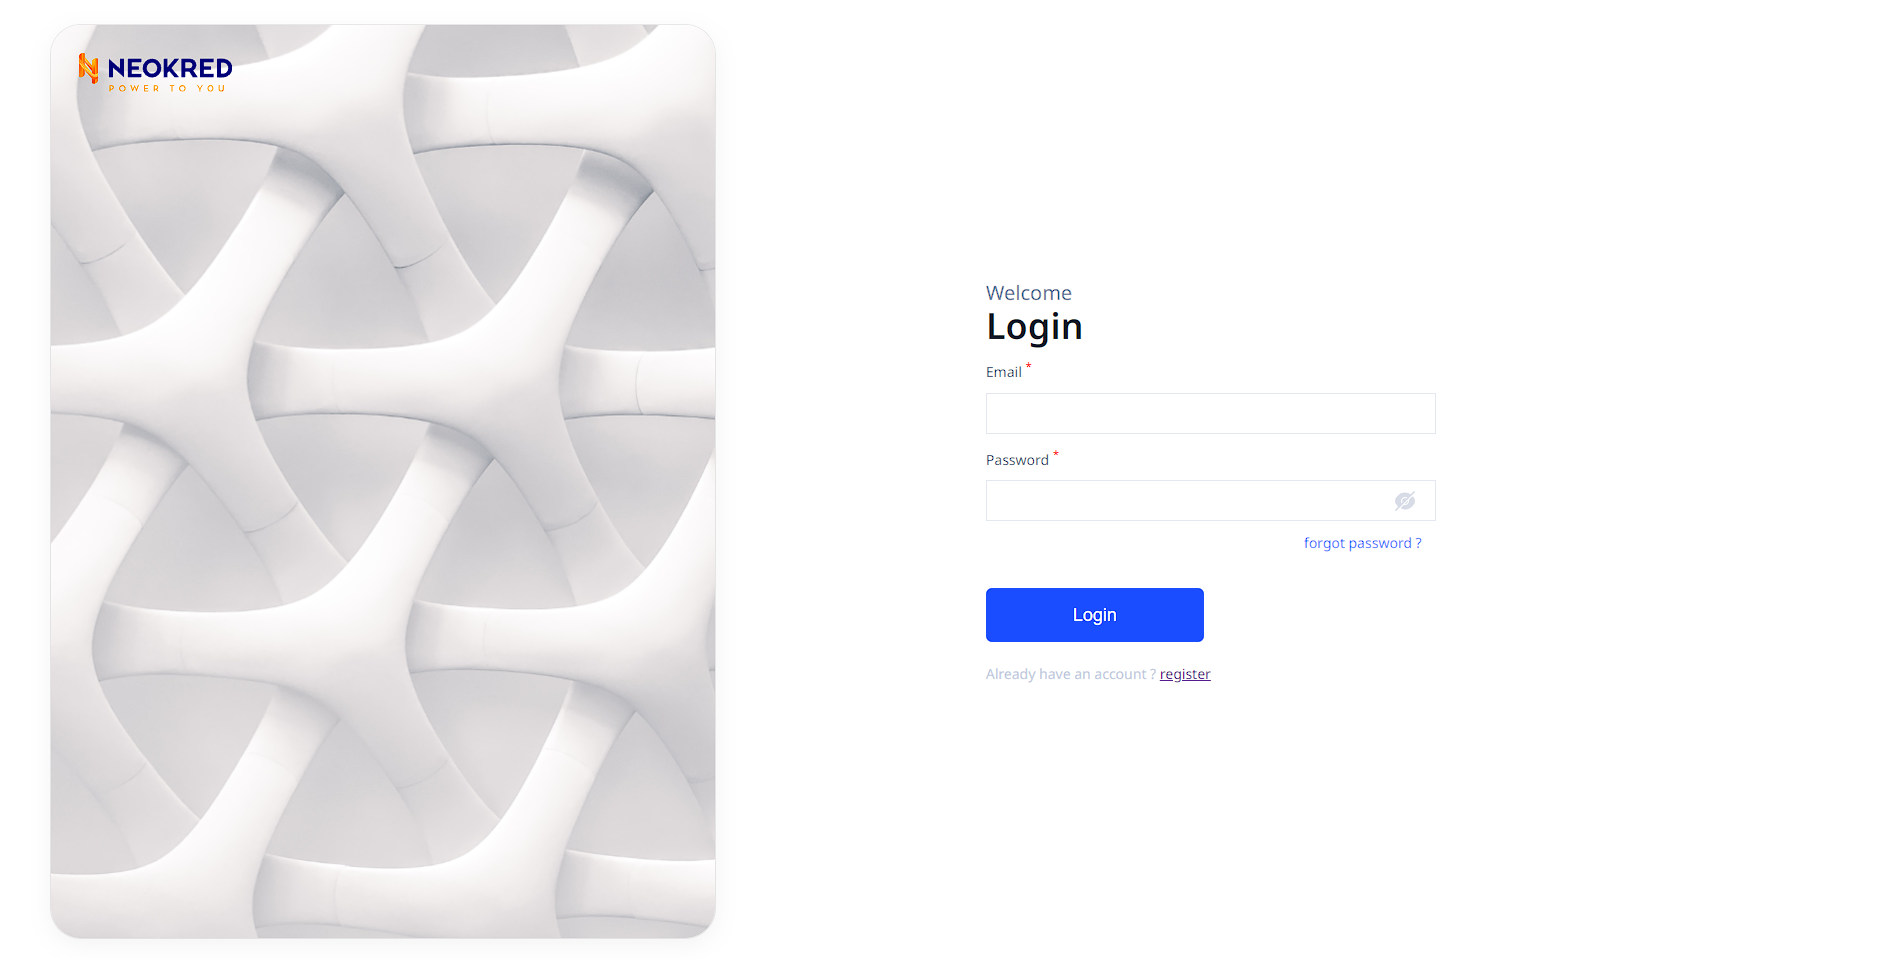 NEOKRED
POWER TO YOU
Welcome
Login
Email *
Password *
forgot password ?
Login
Already have an account ? register